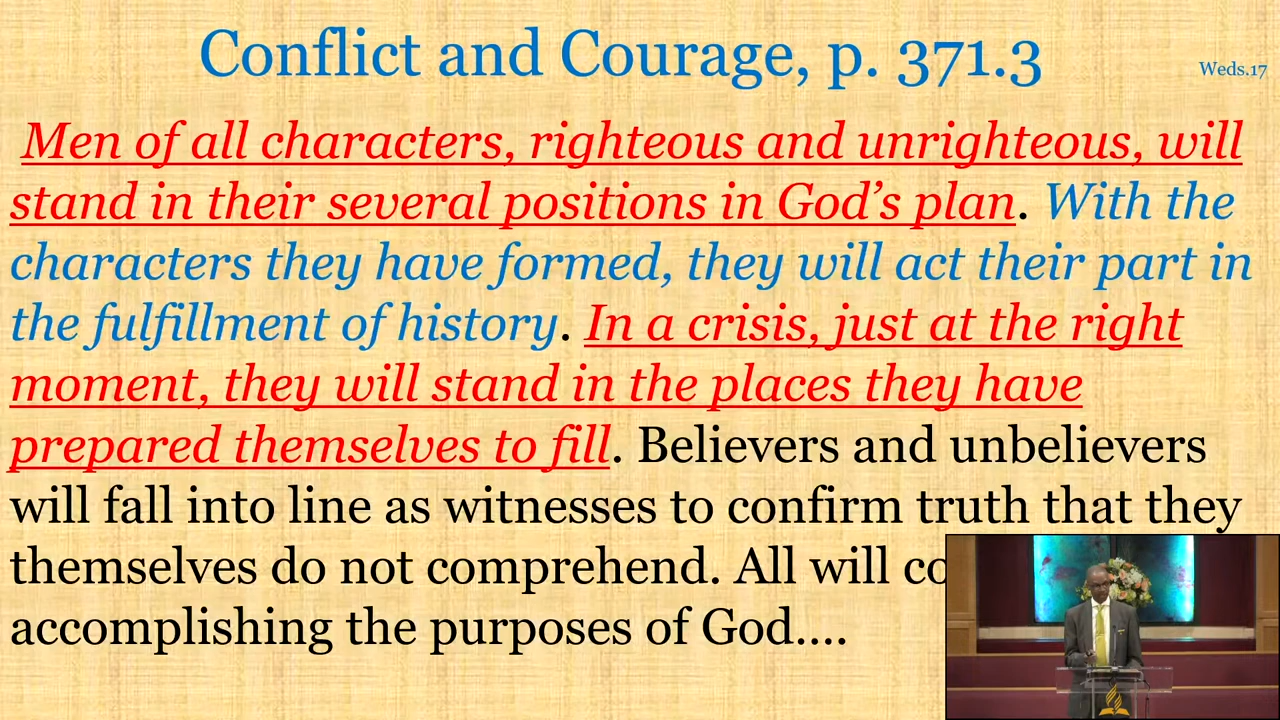 Conflict and Courage, p. 371.3
Weds.17
Men of all characters, righteous and unrighteous, will
stand in their several positions in God’s plan. With the
characters they have formed, they will act their part in
the fulfillment of history. In a crisis, just at the right
moment, they will stand in the places they have
prepared themselves to fill. Believers and unbelievers
will fall into line as witnesses to confirm truth that they
themselves do not comprehend. All will
accomplishing the purposes of God....